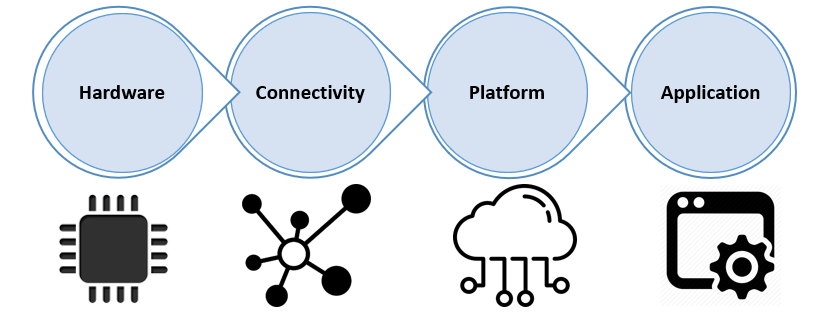 Hardware
Connectivity
Platform
Application